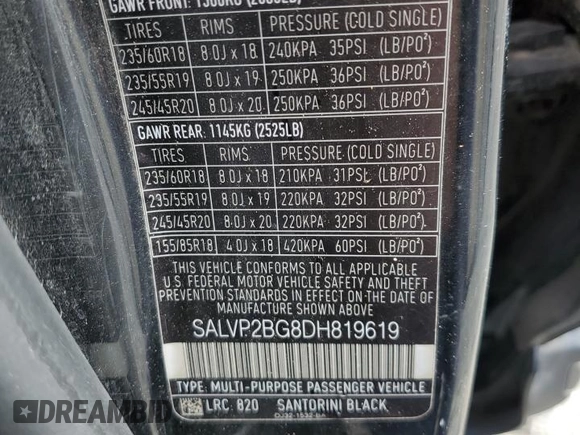 GAWR FRONT: 1300KG (2866LB)
TIRES RIMS PRESSURE (COLD SINGLE)
235/60R18 8.0J x 18 240KPA 35PSI (LB/PO²)
235/55R19 8.0J x 19 250KPA 36PSI (LB/PO²)
245/45R20 8.0J x 20 250KPA 36PSI (LB/PO²)
GAWR REAR: 1145KG (2525LB)
TIRES RIMS PRESSURE (COLD SINGLE)
235/60R18 8.0J x 18 210KPA 31PSI (LB/PO²)
235/55R19 8.0J x 19 220KPA 32PSI (LB/PO²)
245/45R20 8.0J x 20 220KPA 32PSI (LB/PO²)
155/85R18 4.0J x 18 420KPA 60PSI (LB/PO²)
THIS VEHICLE CONFORMS TO ALL APPLICABLE
U.S. FEDERAL MOTOR VEHICLE SAFETY AND THEFT
PREVENTION STANDARDS IN EFFECT ON THE DATE OF
MANUFACTURE SHOWN ABOVE
SALVP2BG8DH819619
TYPE: MULTI-PURPOSE PASSENGER VEHICLE
LRC: 820 SANTORINI BLACK
DREAMBID